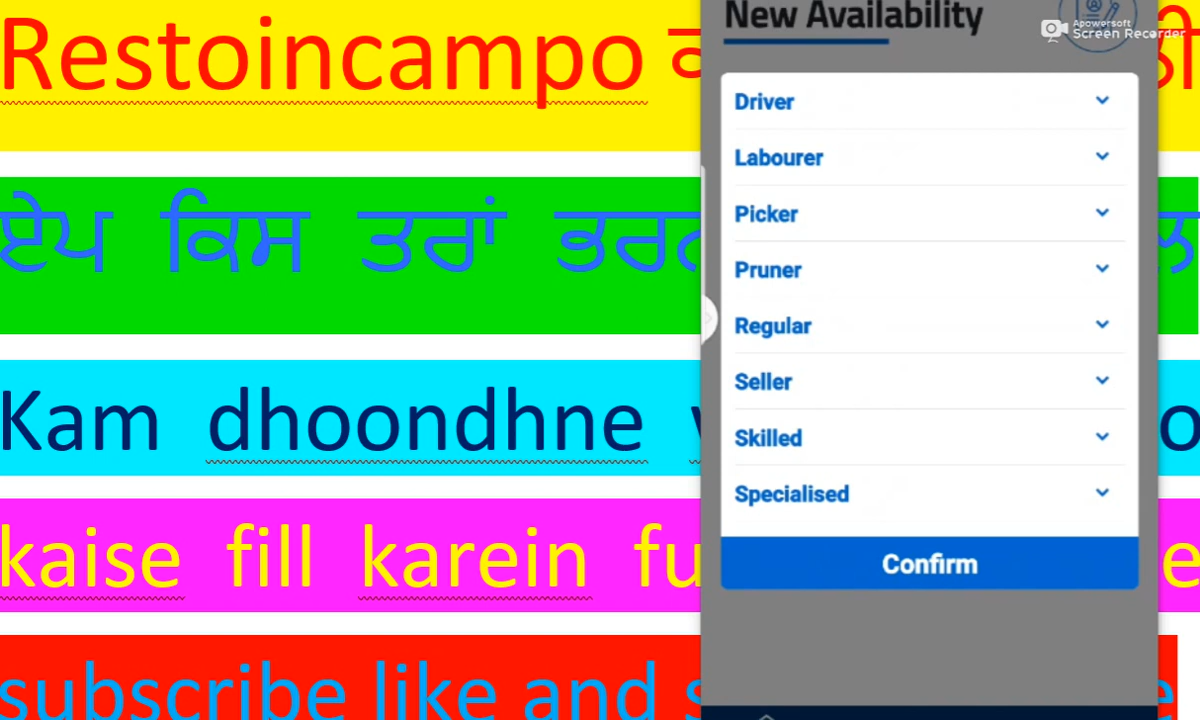 Restoincampo
New Availability
Apowersoft
Screen Recorder
ਏਪ ਕਿਸ ਤਰਾਂ
Kam dhoondhne
kaise fill karein
subscribe like and
Driver
Labourer
Picker
Pruner
Regular
Seller
Skilled
Specialised
Confirm